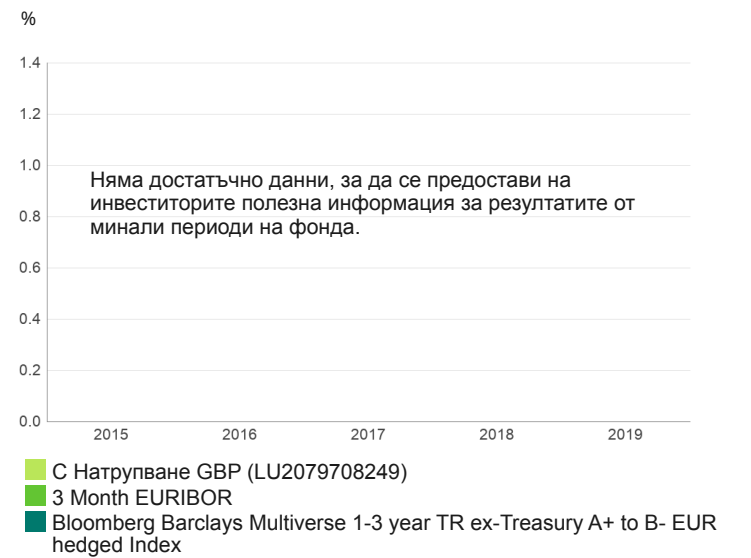 %
1.4
1.2
1.0
Няма достатъчно данни, за да се предостави на
инвеститорите полезна информация за резултатите от
минали периоди на фонда.
0.8
0.6
0.4
0.2
0.0
2015 2016 2017 2018 2019
С Натрупване GBP (LU2079708249)
3 Month EURIBOR
Bloomberg Barclays Multiverse 1-3 year TR ex-Treasury A+ to B- EUR
hedged Index